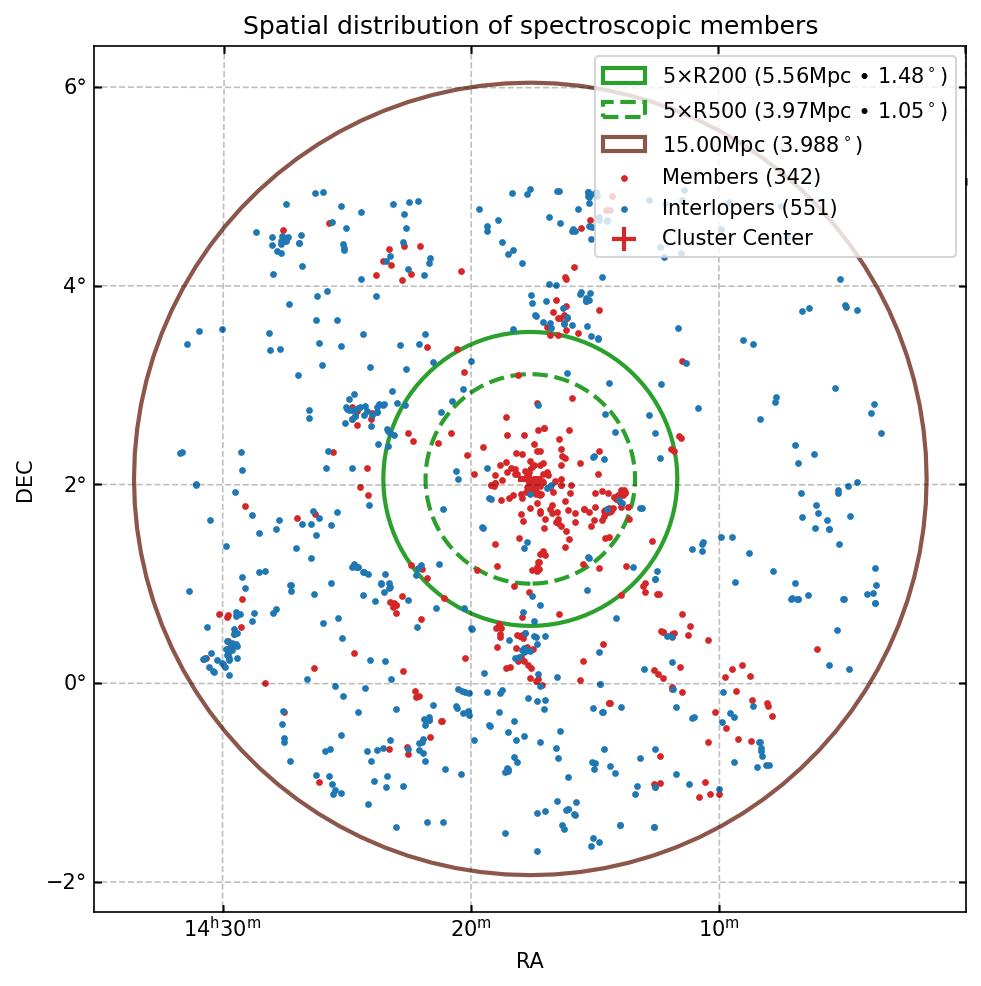 Spatial distribution of spectroscopic members
5×R200 (5.56Mpc • 1.48°)
5×R500 (3.97Mpc • 1.05°)
15.00Mpc (3.988°)
Members (342)
Interlopers (551)
Cluster Center
6°
4°
2°
0°
−2°
DEC
14ʰ30ᵐ 20ᵐ 10ᵐ
RA